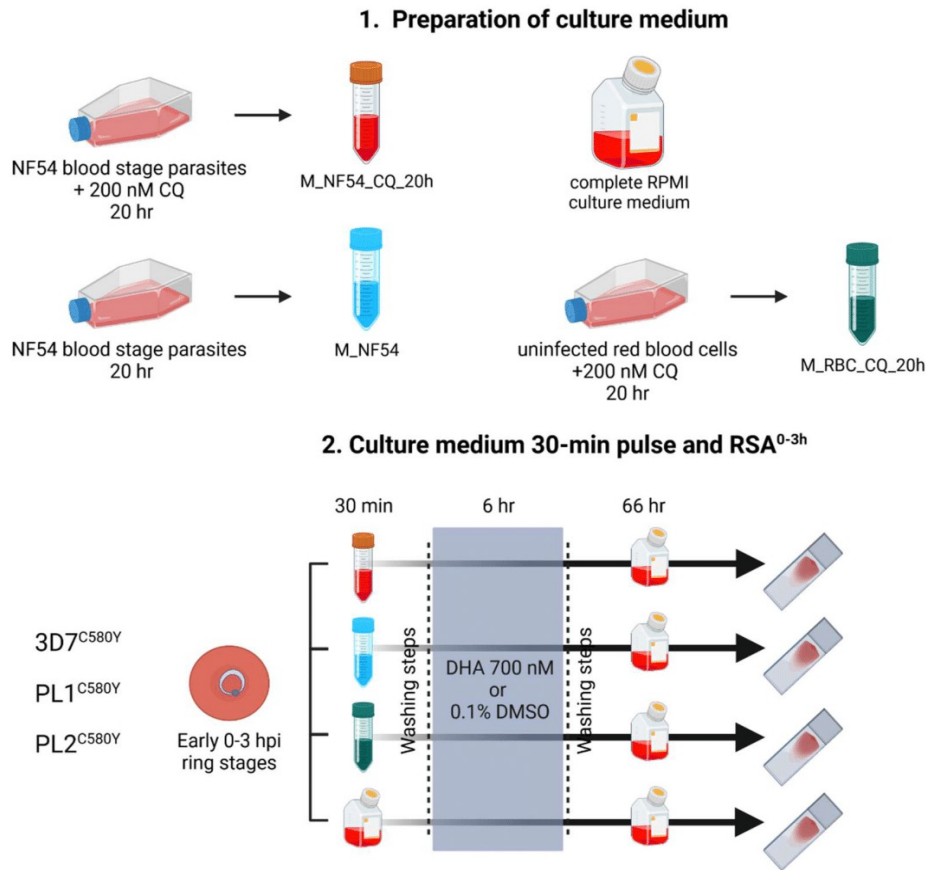 1. Preparation of culture medium
NF54 blood stage parasites
+ 200 nM CQ
20 hr
M_NF54_CQ_20h
complete RPMI
culture medium
NF54 blood stage parasites
20 hr
M_NF54
uninfected red blood cells
+200 nM CQ
20 hr
M_RBC_CQ_20h
2. Culture medium 30-min pulse and RSA⁰⁻³ʰ
30 min
6 hr
66 hr
3D7ᶜ⁵⁸⁰ʸ
PL1ᶜ⁵⁸⁰ʸ
PL2ᶜ⁵⁸⁰ʸ
Early 0-3 hpi
ring stages
Washing steps
DHA 700 nM
or
0.1% DMSO
Washing steps